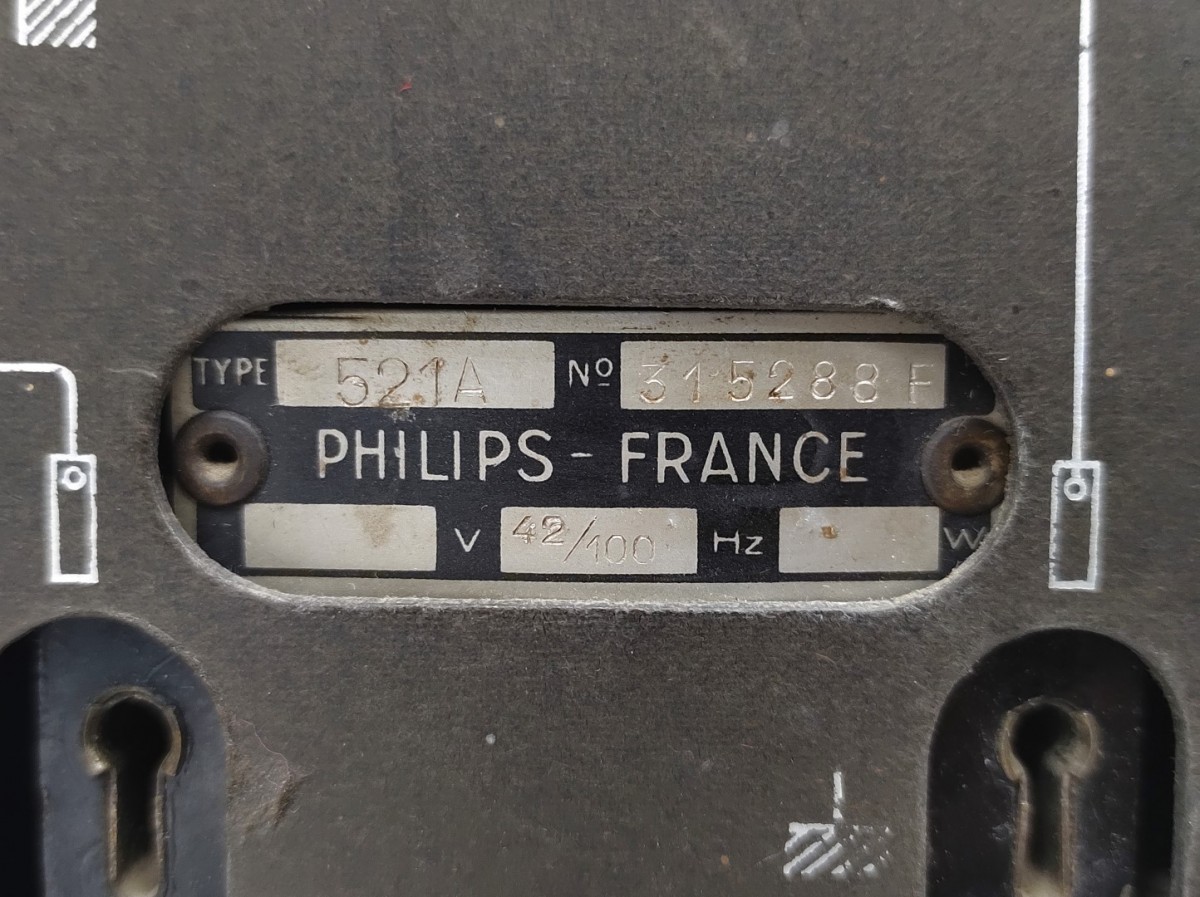 TYPE 521A Nº 315288 F
PHILIPS - FRANCE
V 42/100 Hz W